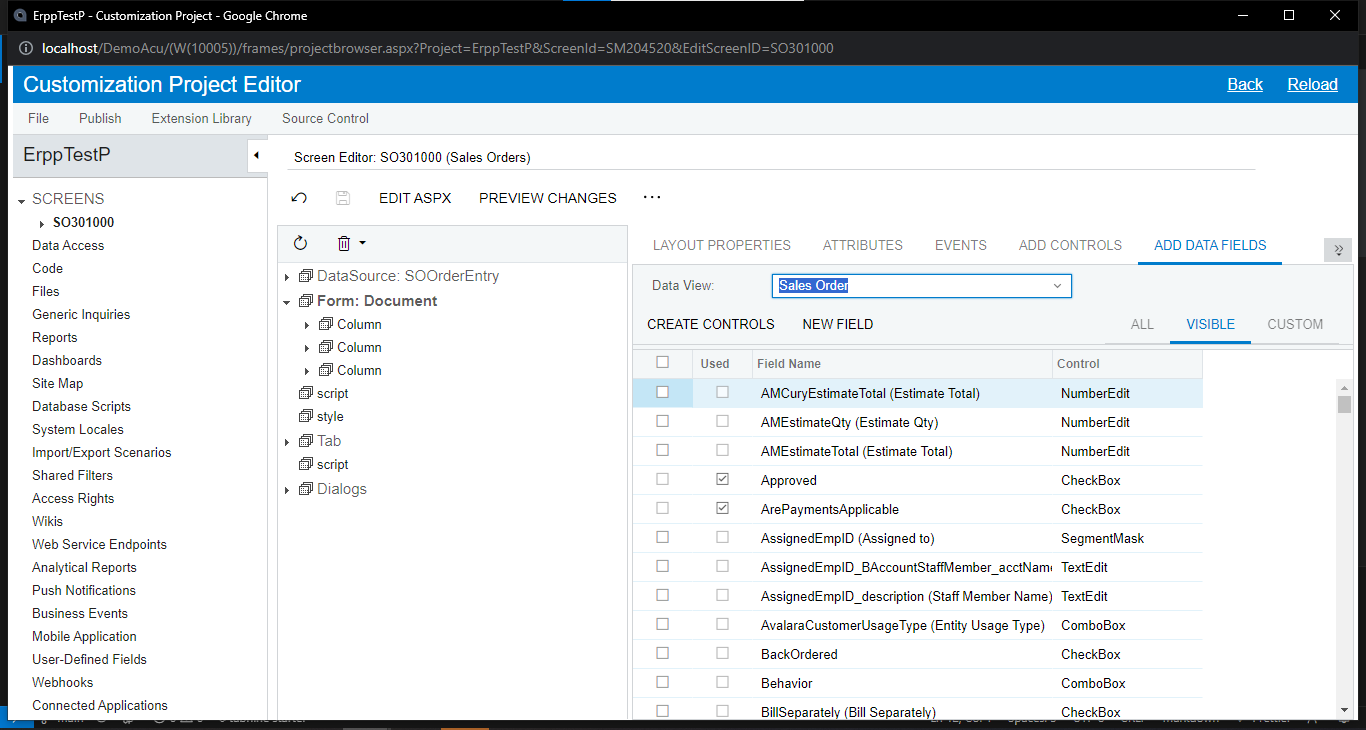 ErppTestP - Customization Project - Google Chrome
localhost/DemoAcu/(W(10005))/frames/projectbrowser.aspx?Project=ErppTestP&ScreenId=SM204520&EditScreenID=SO301000
Customization Project Editor
Back
Reload
File
Publish
Extension Library
Source Control
ErppTestP
SCREENS
SO301000
Data Access
Code
Files
Generic Inquiries
Reports
Dashboards
Site Map
Database Scripts
System Locales
Import/Export Scenarios
Shared Filters
Access Rights
Wikis
Web Service Endpoints
Analytical Reports
Push Notifications
Business Events
Mobile Application
User-Defined Fields
Webhooks
Connected Applications
Screen Editor: SO301000 (Sales Orders)
EDIT ASPX
PREVIEW CHANGES
...
DataSource: SOOrderEntry
Form: Document
Column
Column
Column
script
style
Tab
script
Dialogs
LAYOUT PROPERTIES
ATTRIBUTES
EVENTS
ADD CONTROLS
ADD DATA FIELDS
Data View:
Sales Order
CREATE CONTROLS
NEW FIELD
ALL
VISIBLE
CUSTOM
Used Field Name Control
AMCuryEstimateTotal (Estimate Total) NumberEdit
AMEstimateQty (Estimate Qty) NumberEdit
AMEstimateTotal (Estimate Total) NumberEdit
Approved CheckBox
ArePaymentsApplicable CheckBox
AssignedEmpID (Assigned to) SegmentMask
AssignedEmpID_BAccountStaffMember_acctName TextEdit
AssignedEmpID_description (Staff Member Name) TextEdit
AvalaraCustomerUsageType (Entity Usage Type) ComboBox
BackOrdered CheckBox
Behavior ComboBox
BillSeparately (Bill Separately) CheckBox